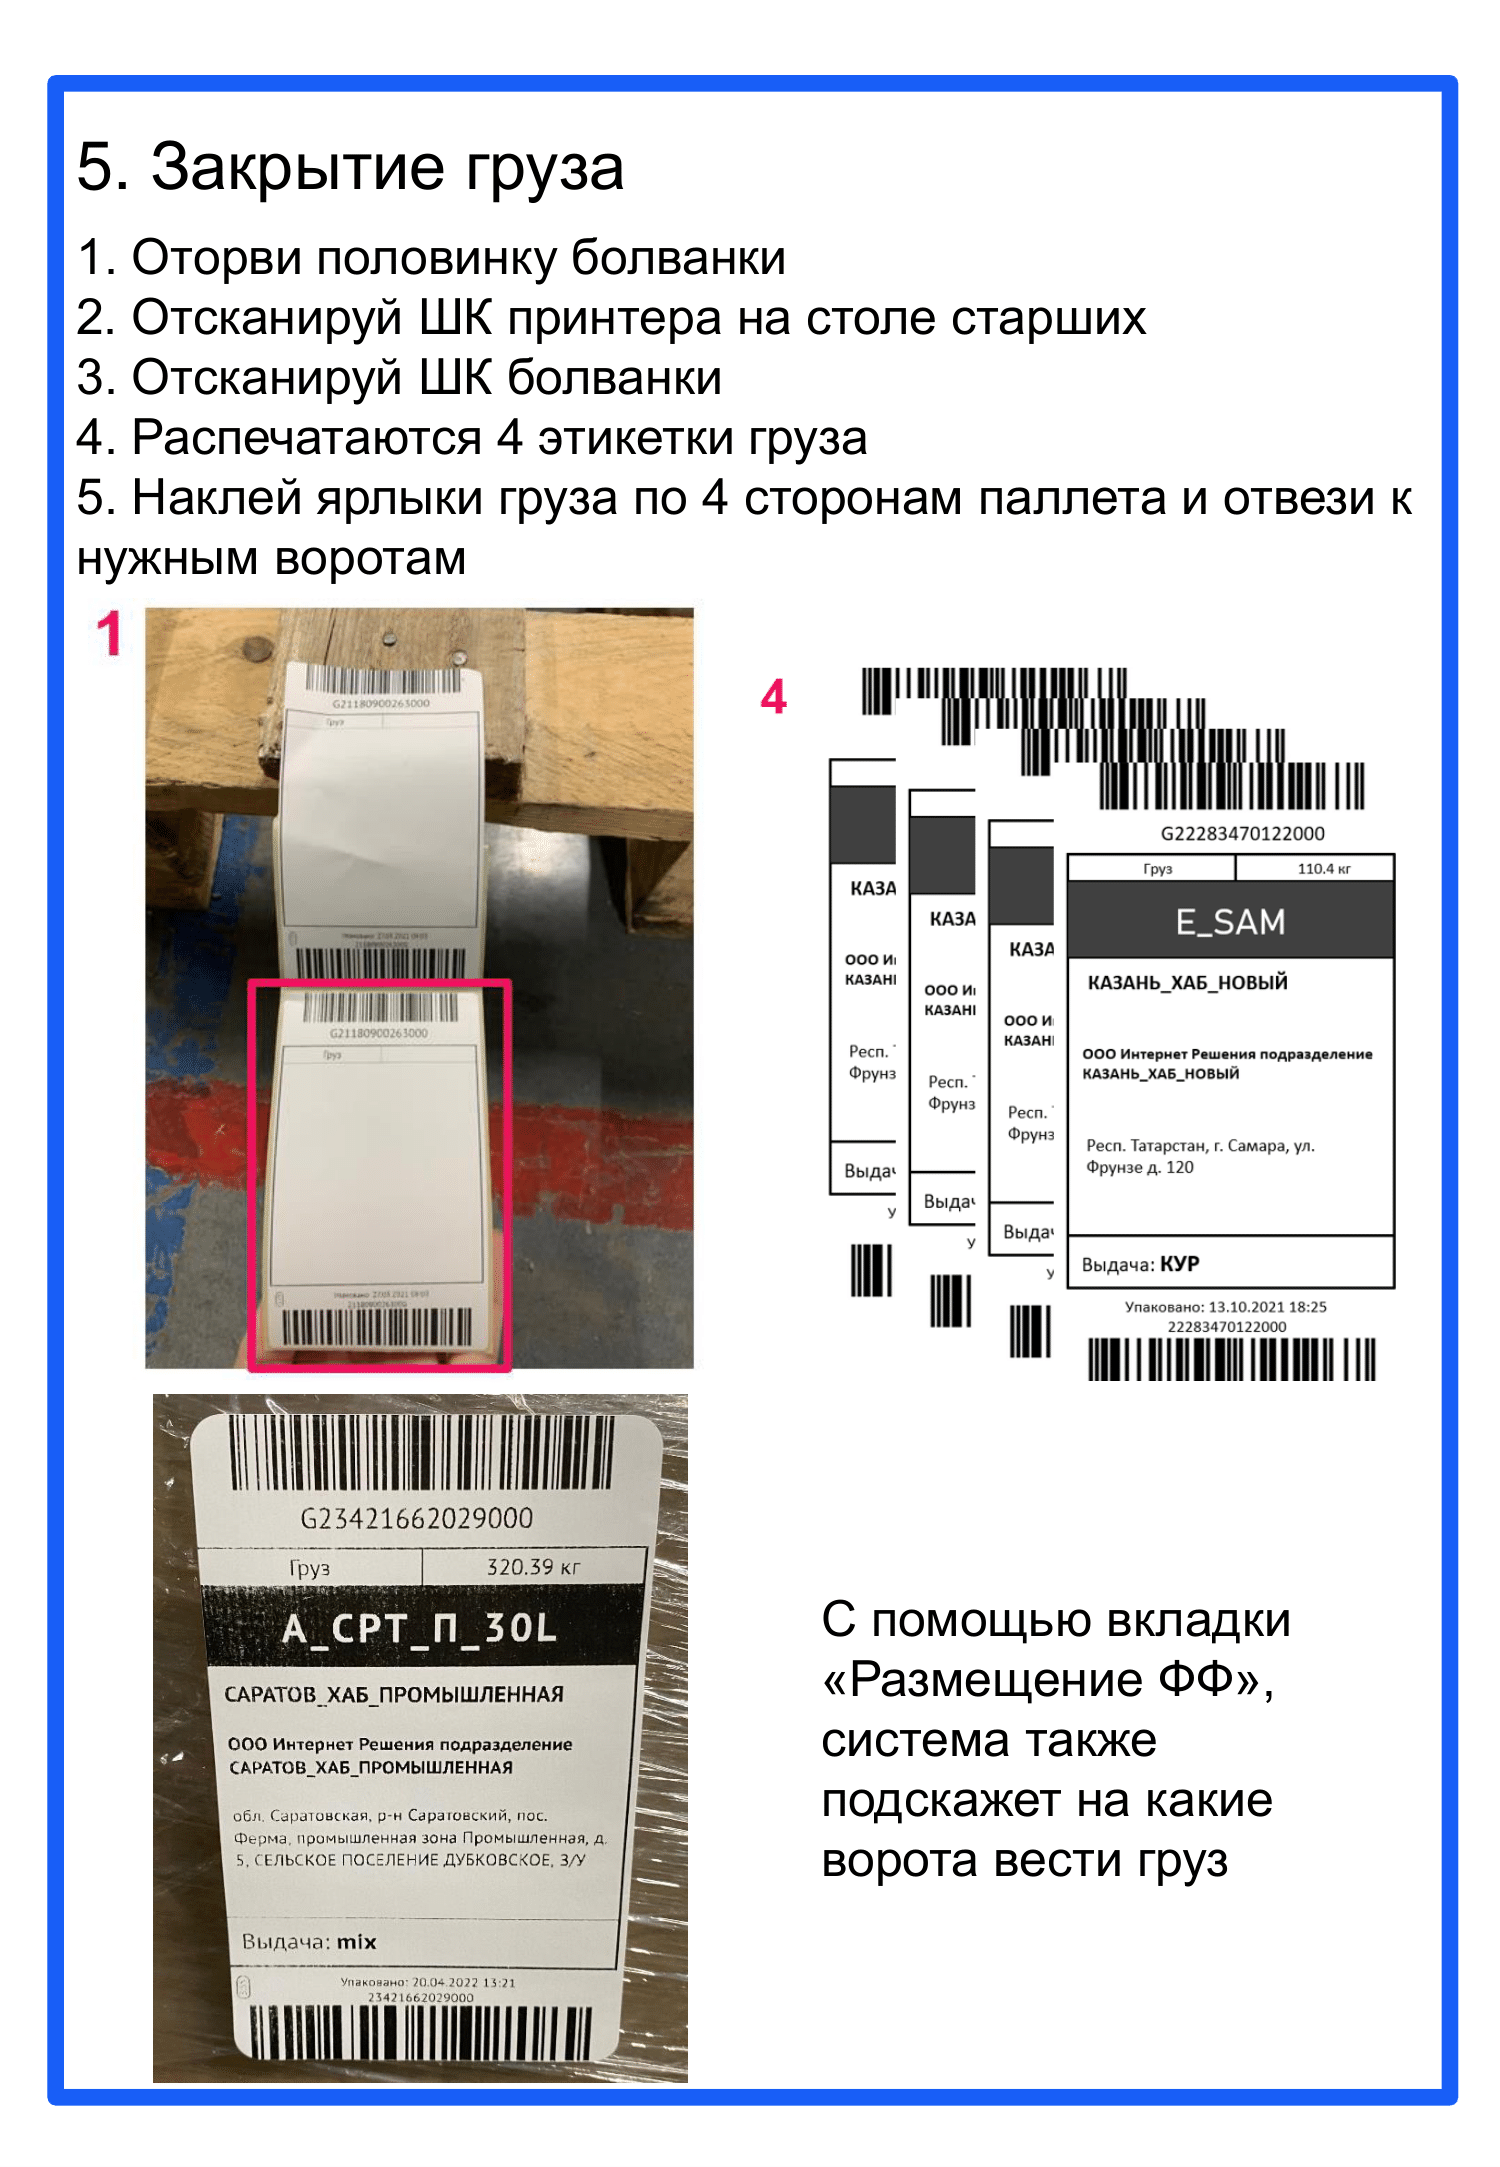 5. Закрытие груза
1. Оторви половинку болванки
2. Отсканируй ШК принтера на столе старших
3. Отсканируй ШК болванки
4. Распечатаются 4 этикетки груза
5. Наклей ярлыки груза по 4 сторонам паллета и отвези к
нужным воротам
1
G21180900263000
Груз
G21180900263000
Груз
4
КАЗА
ООО И
КАЗАН
Респ.
Фрунз
Выда
У
КАЗА
ООО И
КАЗАН
Респ.
Фрунз
Выда
У
КАЗА
ООО И
КАЗАН
Респ.
Фрунз
Выда
У
G22283470122000
Груз 110.4 кг
E_SAM
КАЗАНЬ_ХАБ_НОВЫЙ
ООО Интернет Решения подразделение
КАЗАНЬ_ХАБ_НОВЫЙ
Респ. Татарстан, г. Самара, ул.
Фрунзе д. 120
Выдача: КУР
Упаковано: 13.10.2021 18:25
22283470122000
G23421662029000
Груз 320.39 кг
А_СРТ_П_30L
САРАТОВ_ХАБ_ПРОМЫШЛЕННАЯ
ООО Интернет Решения подразделение
САРАТОВ_ХАБ_ПРОМЫШЛЕННАЯ
обл. Саратовская, р-н Саратовский, пос.
Ферма, промышленная зона Промышленная, д.
5, СЕЛЬСКОЕ ПОСЕЛЕНИЕ ДУБКОВСКОЕ, З/У
Выдача: mix
Упаковано: 20.04.2022 13:21
23421662029000
С помощью вкладки
«Размещение ФФ»,
система также
подскажет на какие
ворота вести груз